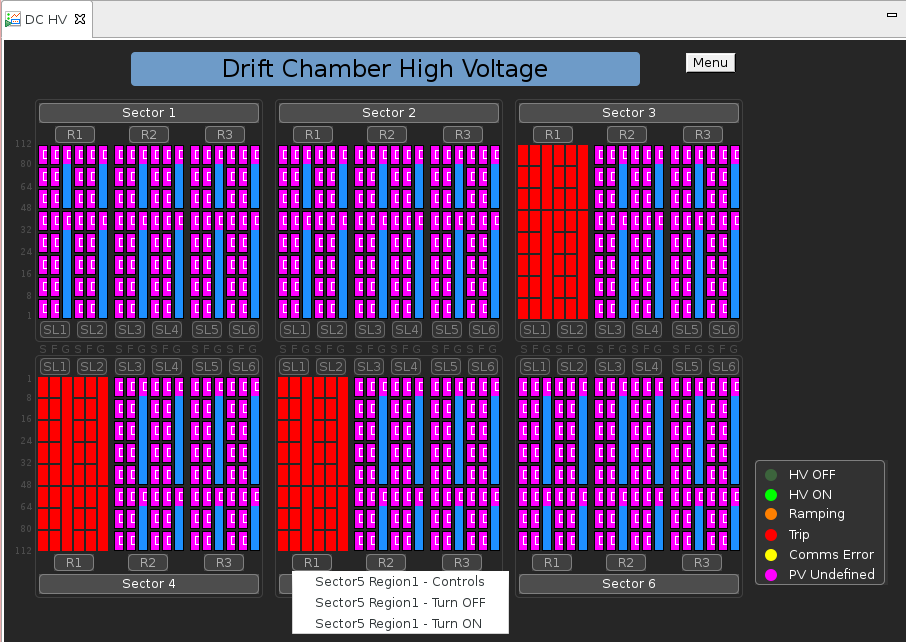 DC HV
Drift Chamber High Voltage
Menu
Sector 1
Sector 2
Sector 3
R1 R2 R3
R1 R2 R3
R1 R2 R3
112
80
64
48
32
24
16
8
1
SL1 SL2 SL3 SL4 SL5 SL6
SL1 SL2 SL3 SL4 SL5 SL6
SL1 SL2 SL3 SL4 SL5 SL6
S F G S F G S F G S F G S F G S F G
S F G S F G S F G S F G S F G S F G
S F G S F G S F G S F G S F G S F G
SL1 SL2 SL3 SL4 SL5 SL6
SL1 SL2 SL3 SL4 SL5 SL6
SL1 SL2 SL3 SL4 SL5 SL6
1
8
16
24
32
48
64
80
112
R1 R2 R3
R1 R2 R3
R1 R2 R3
Sector 4
Sector 6
Sector5 Region1 - Controls
Sector5 Region1 - Turn OFF
Sector5 Region1 - Turn ON
HV OFF
HV ON
Ramping
Trip
Comms Error
PV Undefined